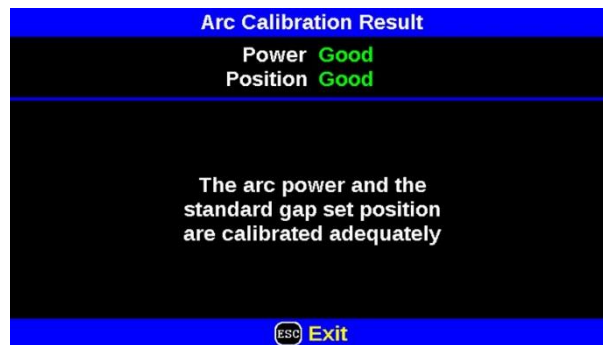 Arc Calibration Result
Power Good
Position Good
The arc power and the
standard gap set position
are calibrated adequately
ESC Exit